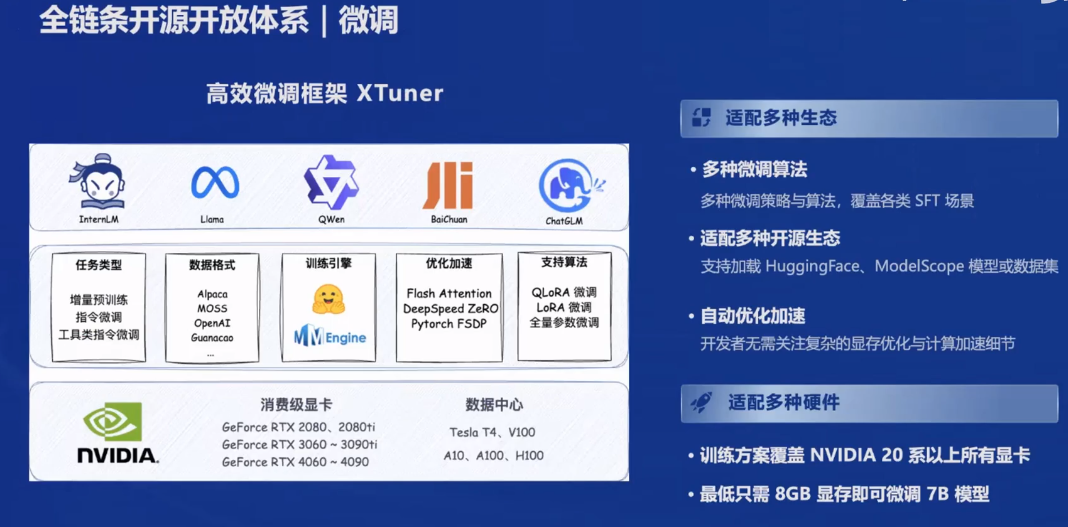 全链条开源开放体系 | 微调
高效微调框架 XTuner
InternLM
Llama
QWen
BaiChuan
ChatGLM
任务类型
增量预训练
指令微调
工具类指令微调
数据格式
Alpaca
MOSS
OpenAI
Guanacao
...
训练引擎
MMEngine
优化加速
Flash Attention
DeepSpeed ZeRO
Pytorch FSDP
支持算法
QLoRA 微调
LoRA 微调
全量参数微调
NVIDIA.
消费级显卡
GeForce RTX 2080、2080ti
GeForce RTX 3060 ~ 3090ti
GeForce RTX 4060 ~ 4090
数据中心
Tesla T4、V100
A10、A100、H100
适配多种生态
• 多种微调算法
多种微调策略与算法，覆盖各类 SFT 场景
• 适配多种开源生态
支持加载 HuggingFace、ModelScope 模型或数据集
• 自动优化加速
开发者无需关注复杂的显存优化与计算加速细节
适配多种硬件
• 训练方案覆盖 NVIDIA 20 系以上所有显卡
• 最低只需 8GB 显存即可微调 7B 模型